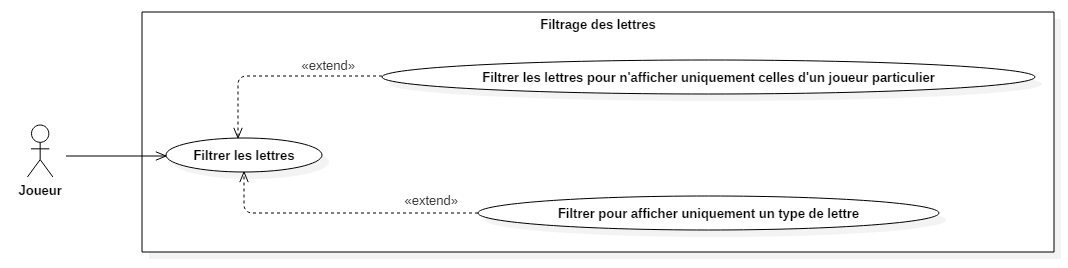 Filtrage des lettres
«extend»
Filtrer les lettres pour n'afficher uniquement celles d'un joueur particulier
Filtrer les lettres
Joueur
«extend»
Filtrer pour afficher uniquement un type de lettre